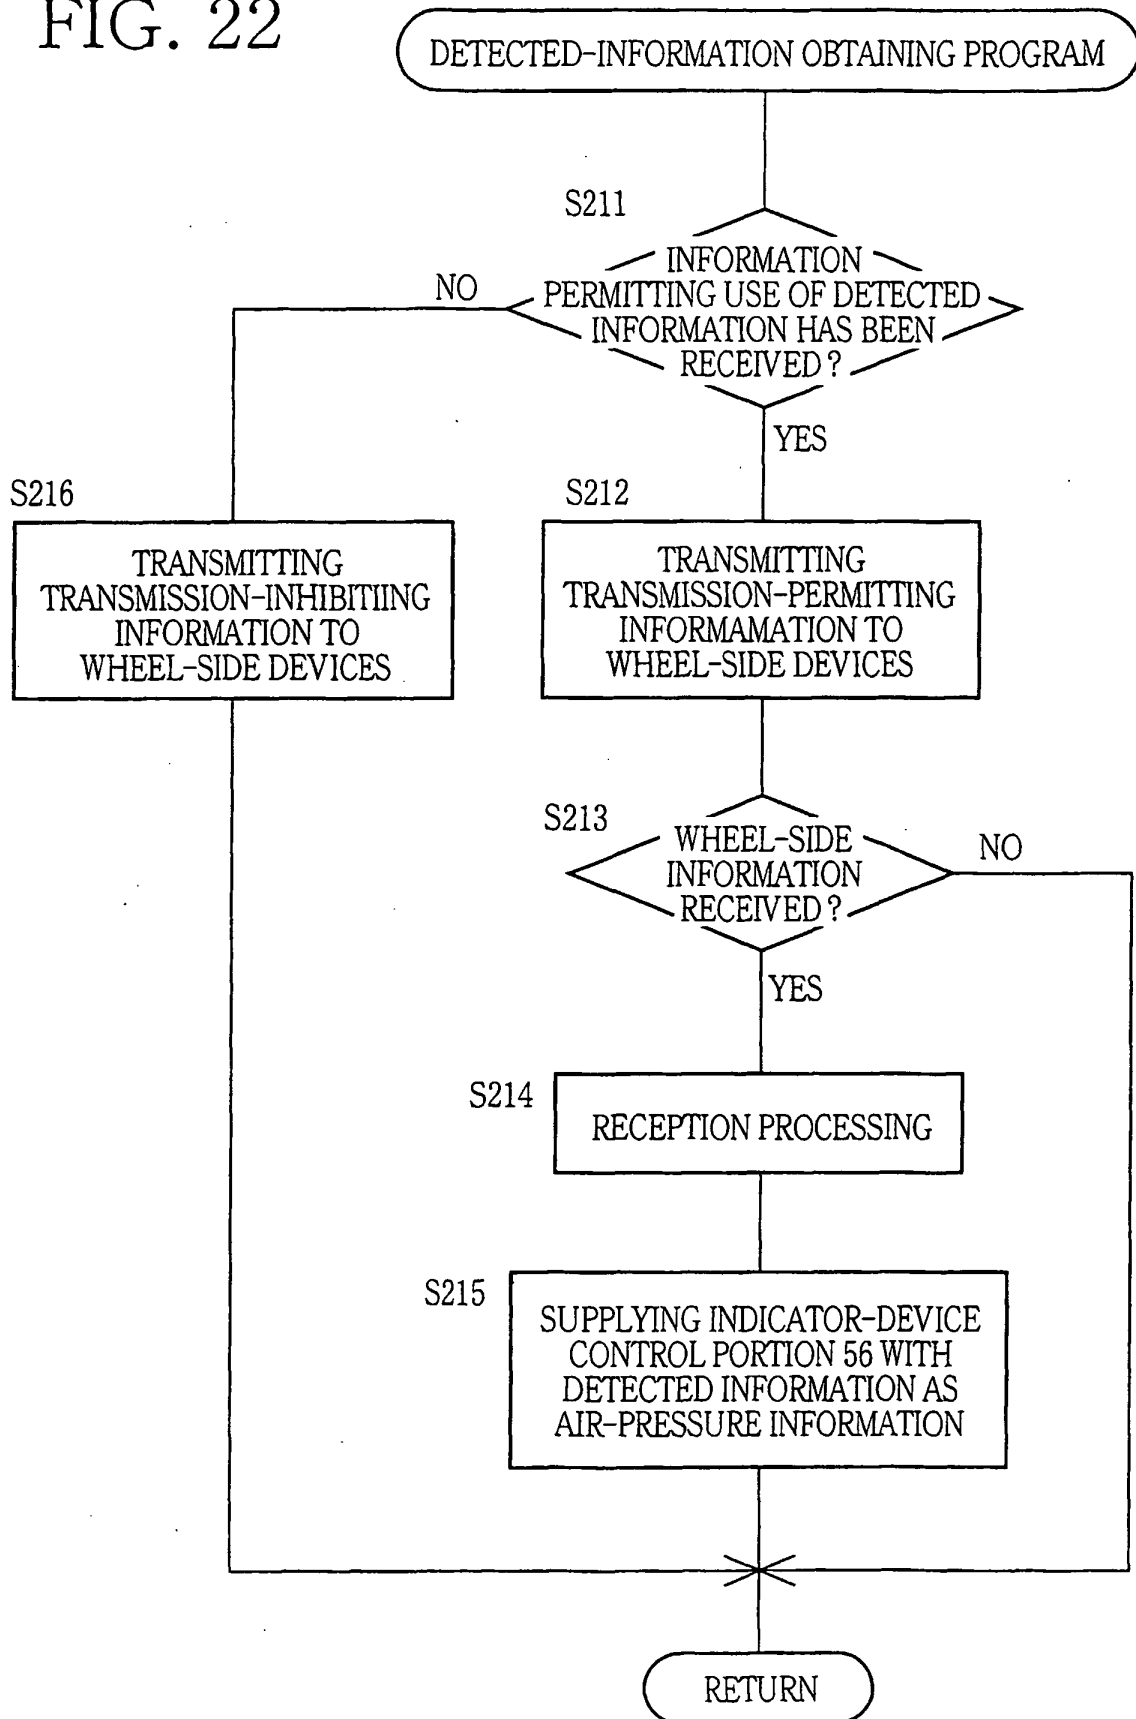 FIG. 22
DETECTED-INFORMATION OBTAINING PROGRAM
S211
INFORMATION
PERMITTING USE OF DETECTED
INFORMATION HAS BEEN
RECEIVED?
NO
YES
S216
TRANSMITTING
TRANSMISSION-INHIBITIING
INFORMATION TO
WHEEL-SIDE DEVICES
S212
TRANSMITTING
TRANSMISSION-PERMITTING
INFORMAMATION TO
WHEEL-SIDE DEVICES
S213
WHEEL-SIDE
INFORMATION
RECEIVED?
NO
YES
S214
RECEPTION PROCESSING
S215
SUPPLYING INDICATOR-DEVICE
CONTROL PORTION 56 WITH
DETECTED INFORMATION AS
AIR-PRESSURE INFORMATION
RETURN